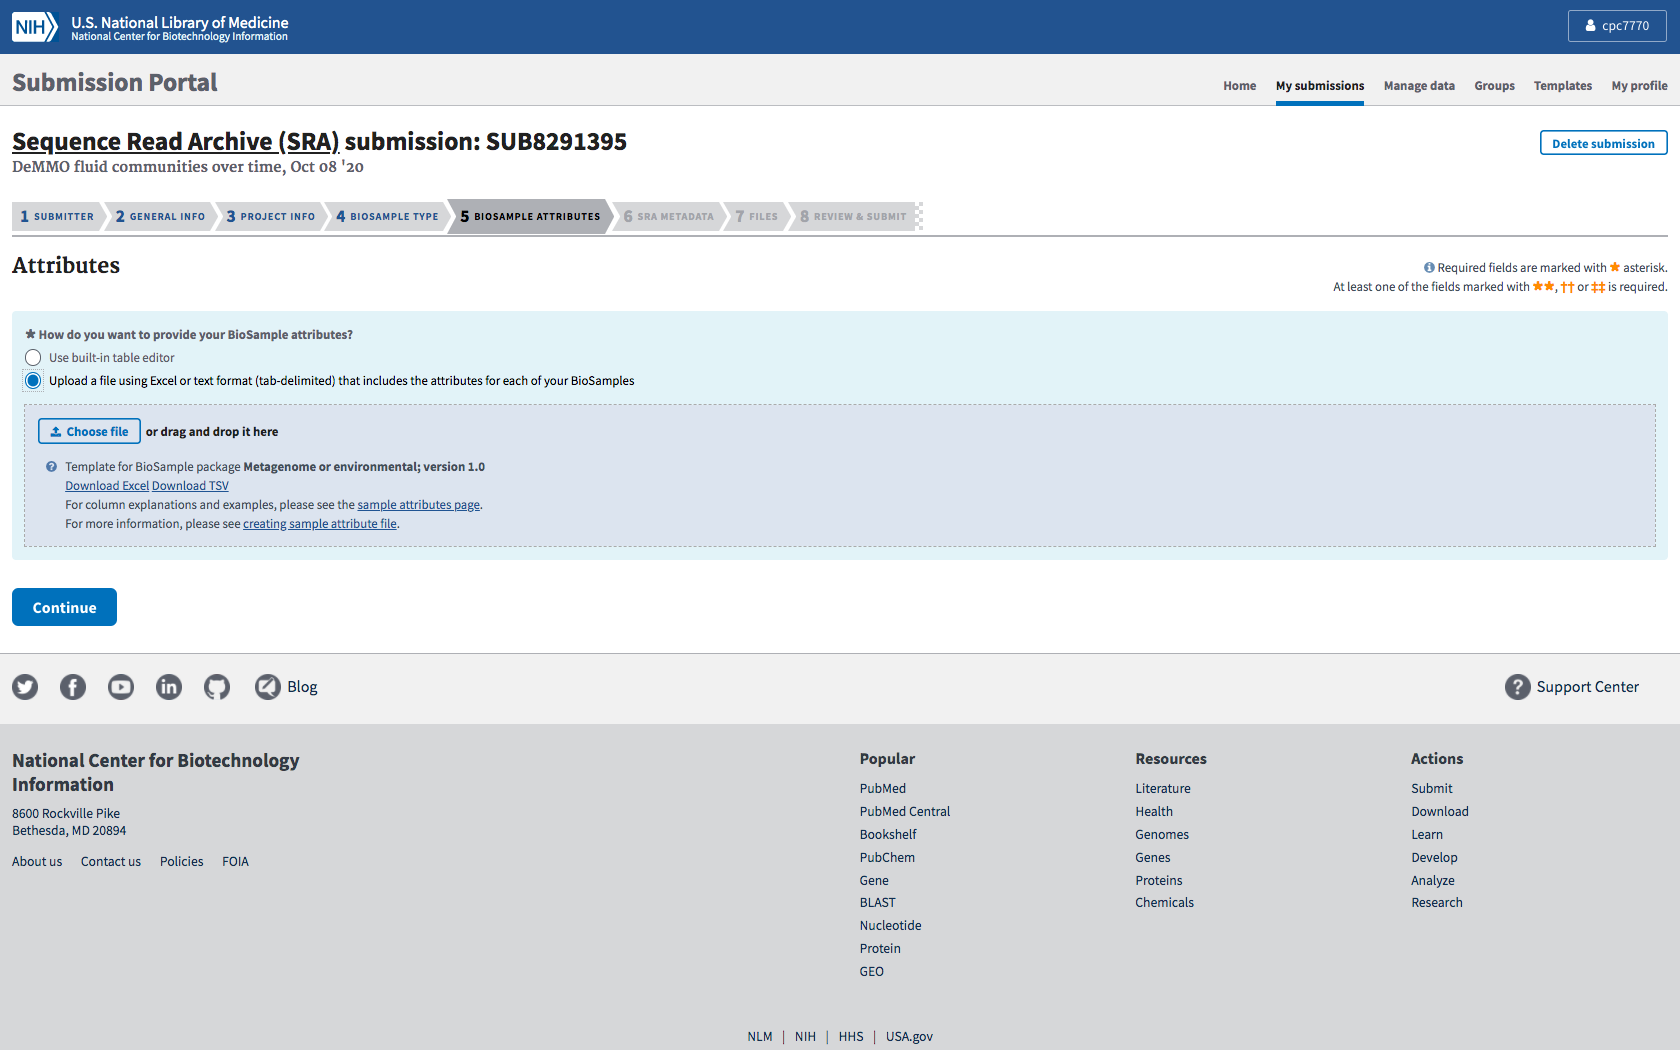 NIH
U.S. National Library of Medicine
National Center for Biotechnology Information
cpc7770
Submission Portal
Home My submissions Manage data Groups Templates My profile
Sequence Read Archive (SRA) submission: SUB8291395
DeMMO fluid communities over time, Oct 08 '20
Delete submission
1 SUBMITTER 2 GENERAL INFO 3 PROJECT INFO 4 BIOSAMPLE TYPE 5 BIOSAMPLE ATTRIBUTES 6 SRA METADATA 7 FILES 8 REVIEW & SUBMIT
Attributes
Required fields are marked with * asterisk.
At least one of the fields marked with **, †† or ‡‡ is required.
* How do you want to provide your BioSample attributes?
Use built-in table editor
Upload a file using Excel or text format (tab-delimited) that includes the attributes for each of your BioSamples
Choose file or drag and drop it here
Template for BioSample package Metagenome or environmental; version 1.0
Download Excel Download TSV
For column explanations and examples, please see the sample attributes page.
For more information, please see creating sample attribute file.
Continue
Blog
Support Center
National Center for Biotechnology
Information
8600 Rockville Pike
Bethesda, MD 20894
About us Contact us Policies FOIA
Popular
PubMed
PubMed Central
Bookshelf
PubChem
Gene
BLAST
Nucleotide
Protein
GEO
Resources
Literature
Health
Genomes
Genes
Proteins
Chemicals
Actions
Submit
Download
Learn
Develop
Analyze
Research
NLM | NIH | HHS | USA.gov